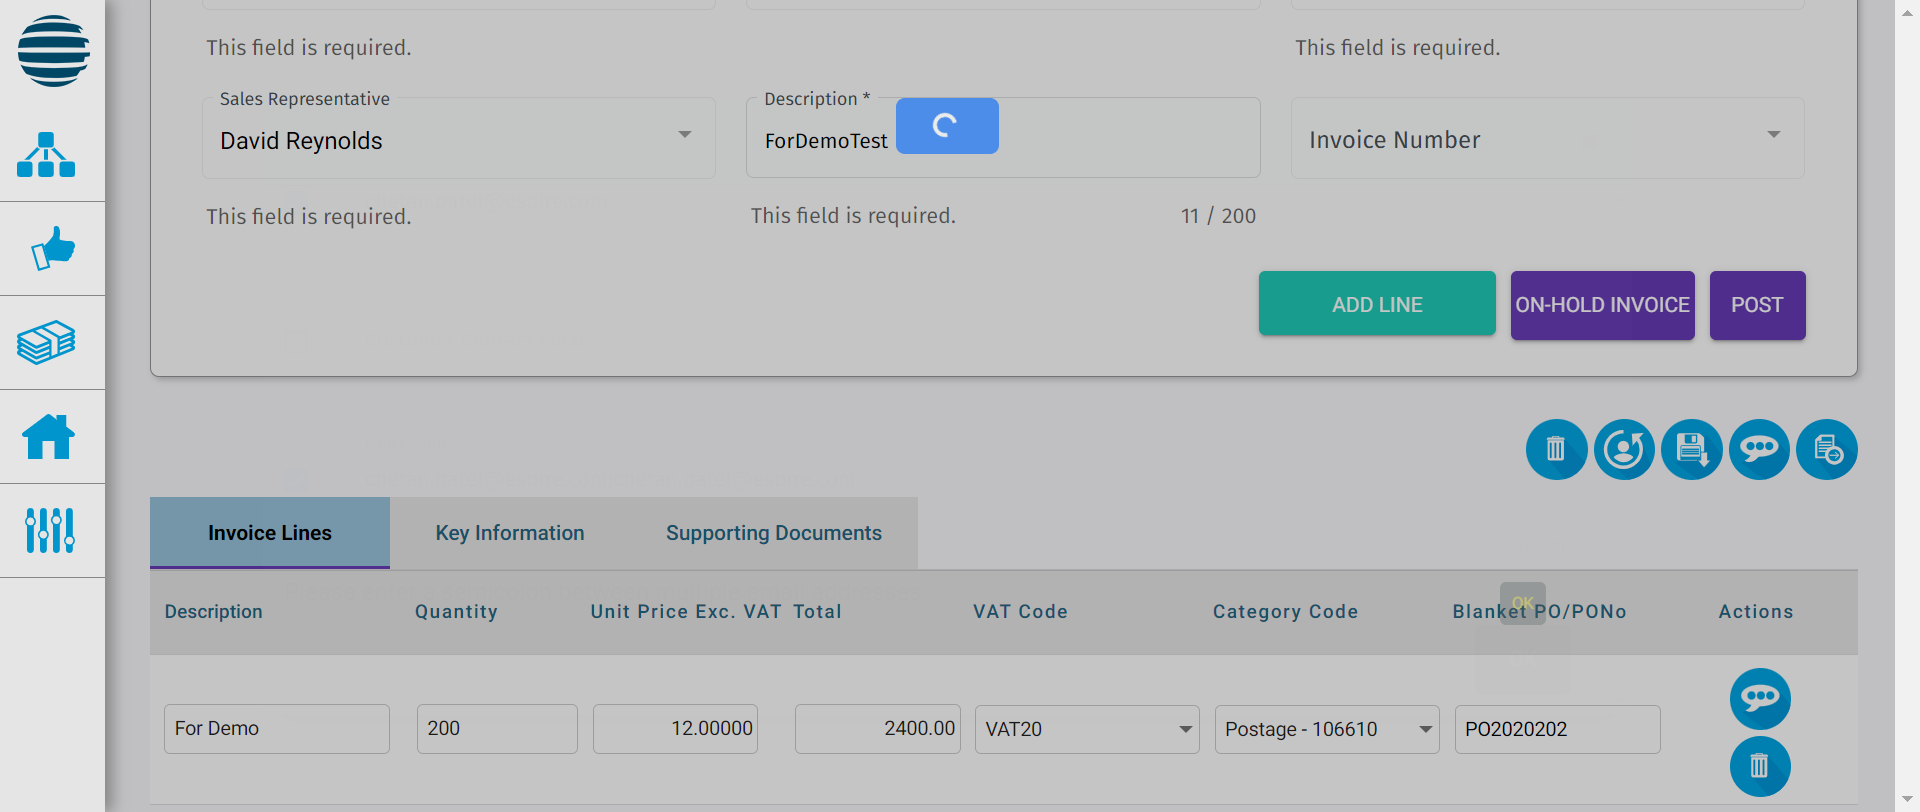 This field is required.
This field is required.
Sales Representative
David Reynolds
Description *
ForDemoTest
Invoice Number
This field is required.
This field is required.
11 / 200
ADD LINE
ON-HOLD INVOICE
POST
Invoice Lines
Key Information
Supporting Documents
Description
Quantity
Unit Price Exc. VAT
Total
VAT Code
Category Code
Blanket PO/PONo
OK
Actions
For Demo
200
12.00000
2400.00
VAT20
Postage - 106610
PO2020202